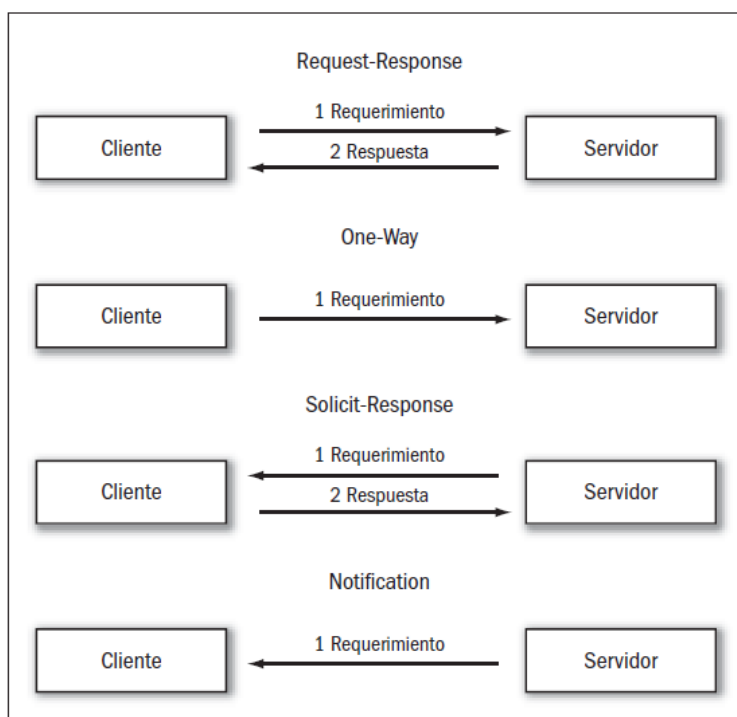 Request-Response
1 Requerimiento
Cliente
2 Respuesta
Servidor
One-Way
1 Requerimiento
Cliente
Servidor
Solicit-Response
1 Requerimiento
Cliente
2 Respuesta
Servidor
Notification
1 Requerimiento
Cliente
Servidor